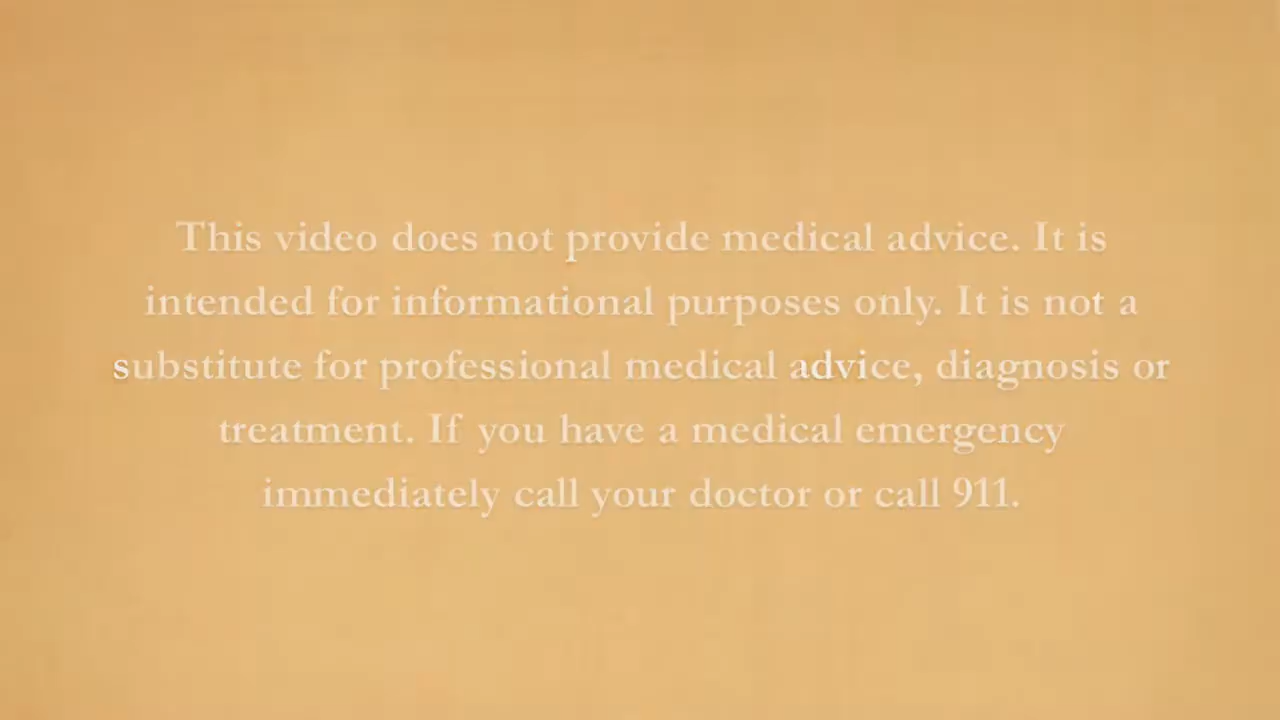 This video does not provide medical advice. It is
intended for informational purposes only. It is not a
substitute for professional medical advice, diagnosis or
treatment. If you have a medical emergency
immediately call your doctor or call 911.